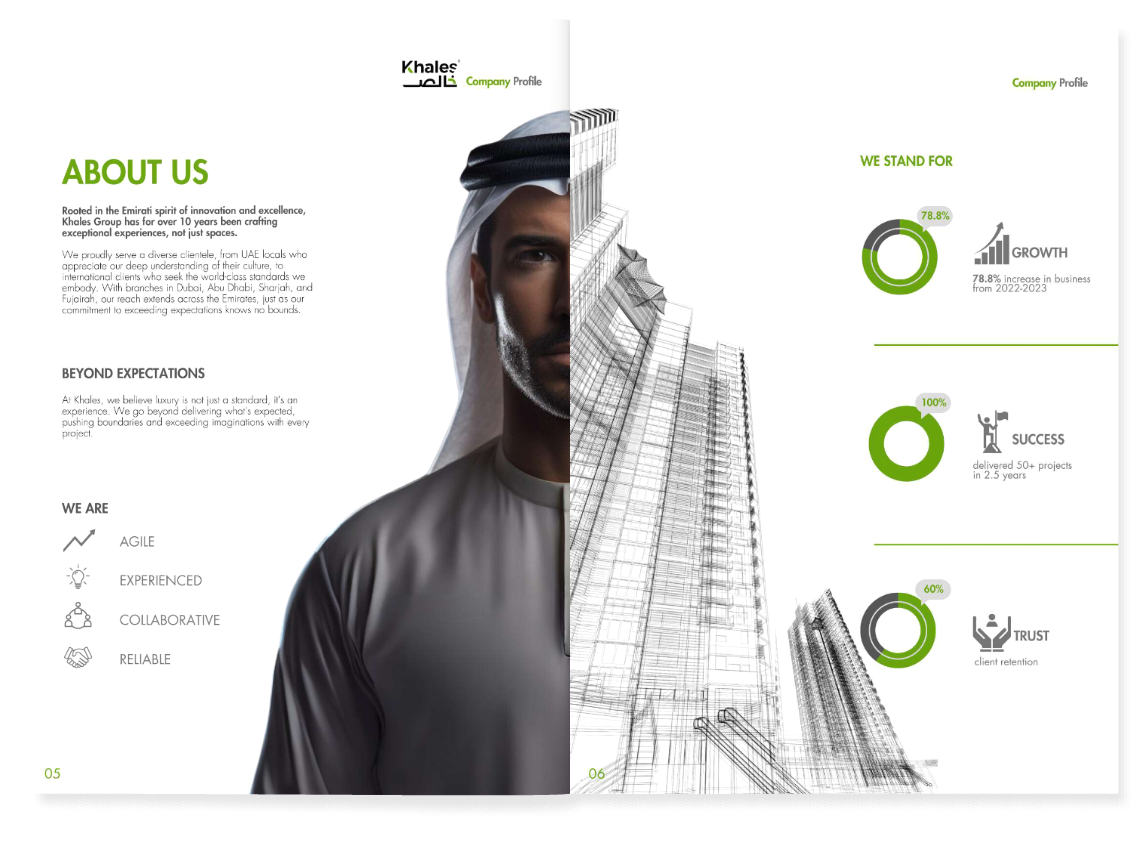 Khales
خالص
Company Profile
ABOUT US
Rooted in the Emirati spirit of innovation and excellence,
Khales Group has for over 10 years been crafting
exceptional experiences, not just spaces.
We proudly serve a diverse clientele, from UAE locals who
appreciate our deep understanding of their culture, to
international clients who seek the world-class standards we
embody. With branches in Dubai, Abu Dhabi, Sharjah, and
Fujairah, our reach extends across the Emirates, just as our
commitment to exceeding expectations knows no bounds.
BEYOND EXPECTATIONS
At Khales, we believe luxury is not just a standard, it's an
experience. We go beyond delivering what's expected,
pushing boundaries and exceeding imaginations with every
project.
WE ARE
AGILE
EXPERIENCED
COLLABORATIVE
RELIABLE
05
Company Profile
WE STAND FOR
78.8%
GROWTH
78.8% increase in business
from 2022-2023
100%
SUCCESS
delivered 50+ projects
in 2.5 years
60%
TRUST
client retention
06